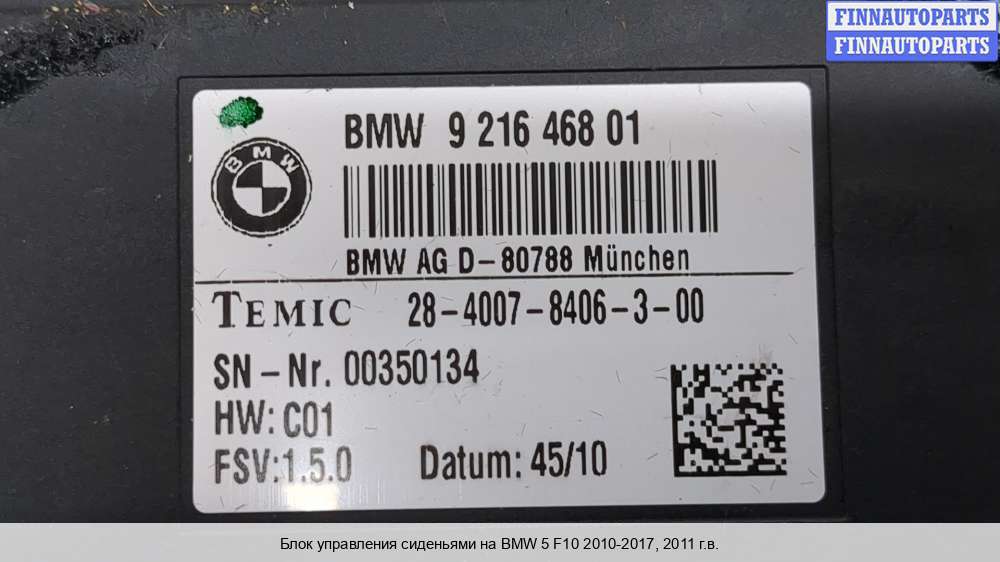 FINNAUTOPARTS
FINNAUTOPARTS
BMW 9 216 468 01
BMW
BMW AG D-80788 München
TEMIC 28-4007-8406-3-00
SN-Nr. 00350134
HW: C01
FSV:1.5.0 Datum: 45/10
Блок управления сиденьями на BMW 5 F10 2010-2017, 2011 г.в.